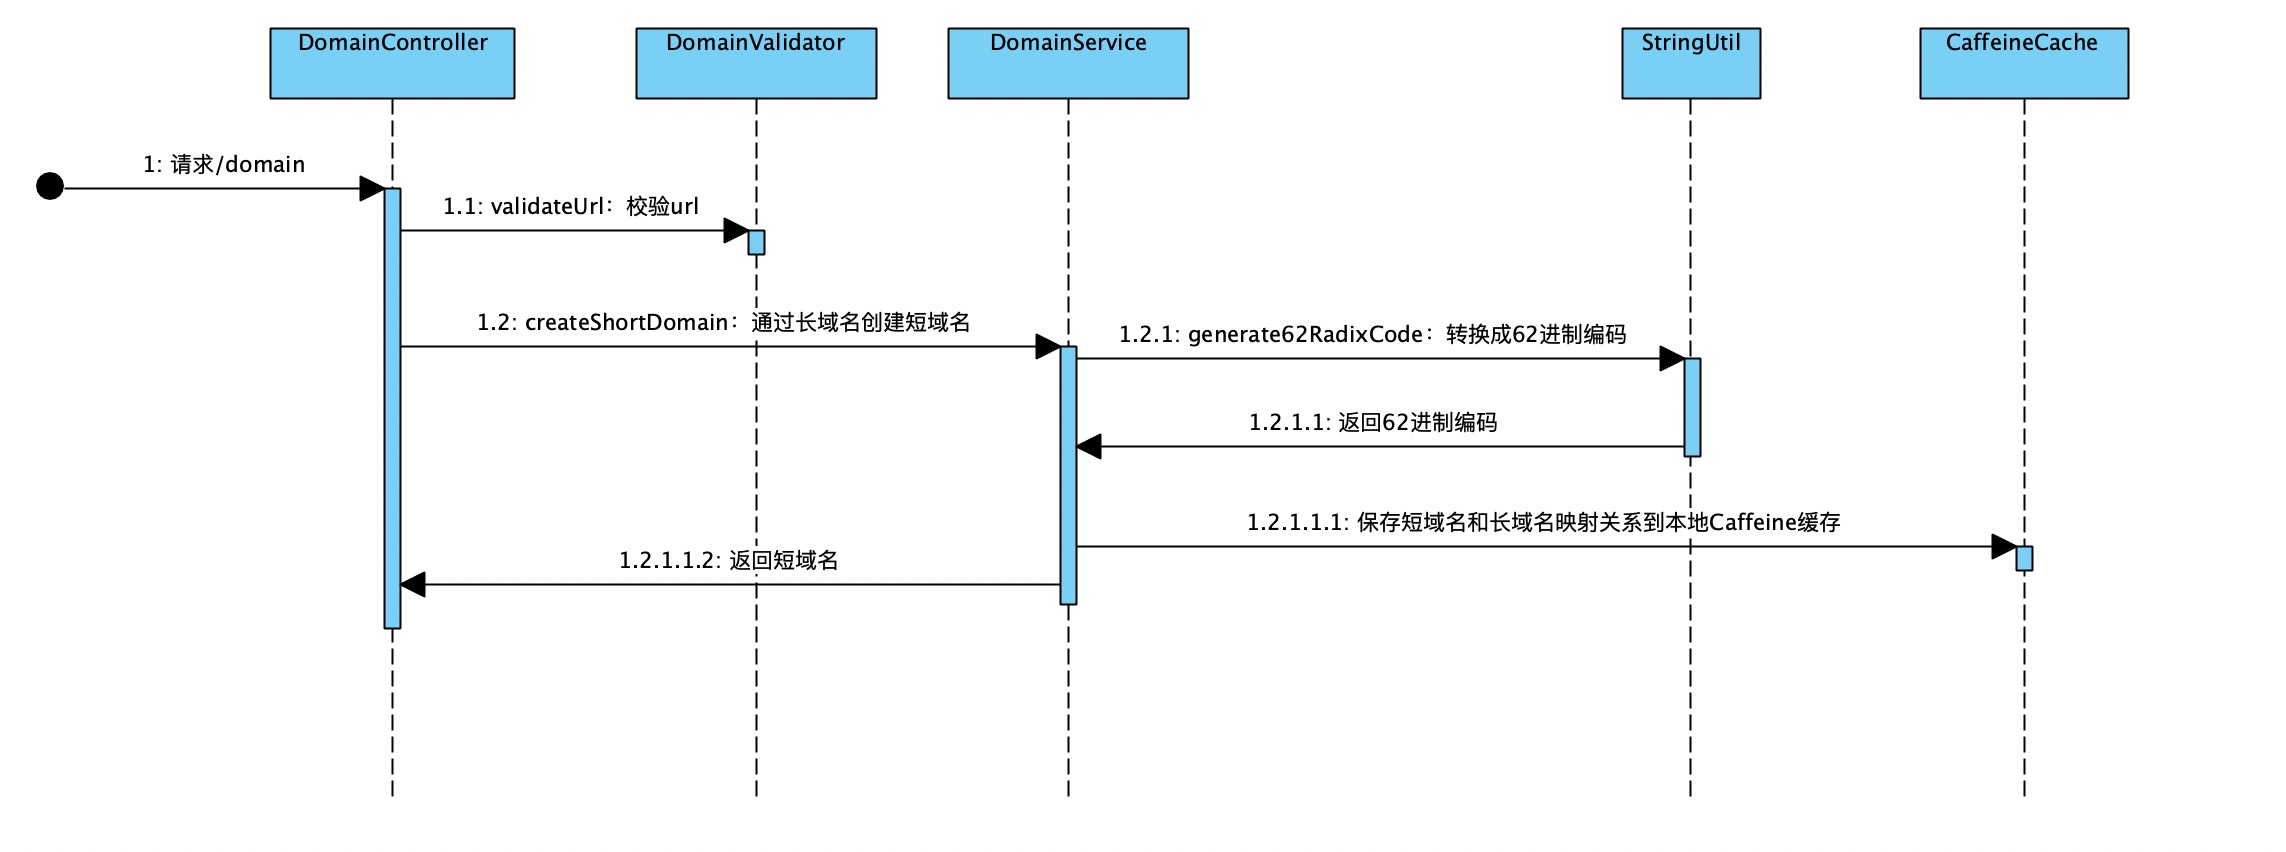 DomainController
DomainValidator
DomainService
StringUtil
CaffeineCache
1: 请求/domain
1.1: validateUrl：校验url
1.2: createShortDomain：通过长域名创建短域名
1.2.1: generate62RadixCode：转换成62进制编码
1.2.1.1: 返回62进制编码
1.2.1.1.1: 保存短域名和长域名映射关系到本地Caffeine缓存
1.2.1.1.2: 返回短域名